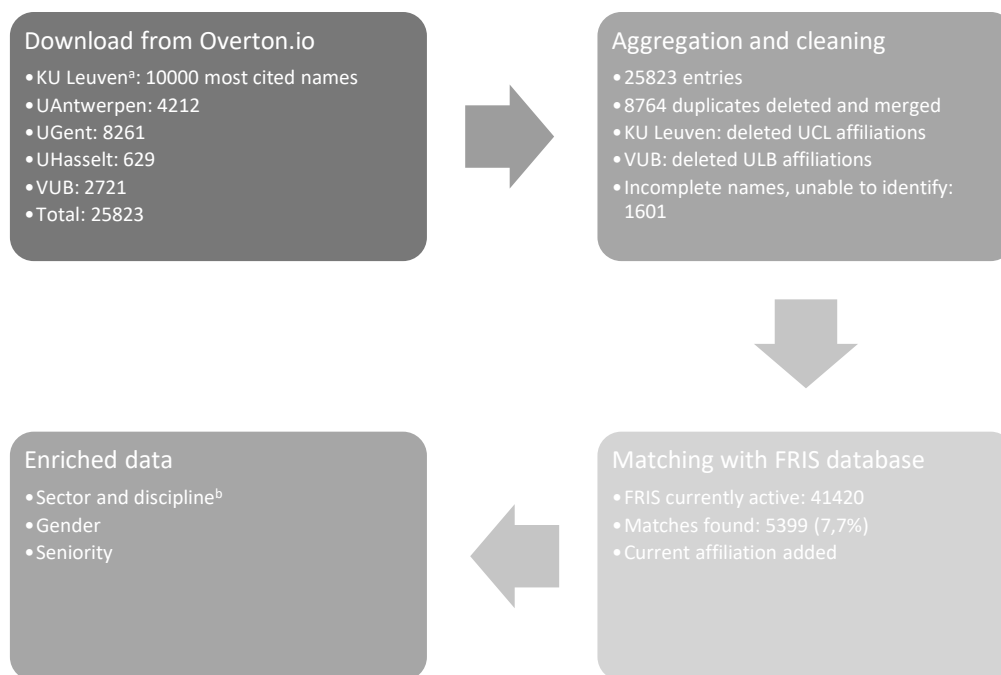 Download from Overton.io
•KU Leuvenᵃ: 10000 most cited names
•UAntwerpen: 4212
•UGent: 8261
•UHasselt: 629
•VUB: 2721
•Total: 25823
Aggregation and cleaning
•25823 entries
•8764 duplicates deleted and merged
•KU Leuven: deleted UCL affiliations
•VUB: deleted ULB affiliations
•Incomplete names, unable to identify:
1601
Matching with FRIS database
•FRIS currently active: 41420
•Matches found: 5399 (7,7%)
•Current affiliation added
Enriched data
•Sector and disciplineᵇ
•Gender
•Seniority